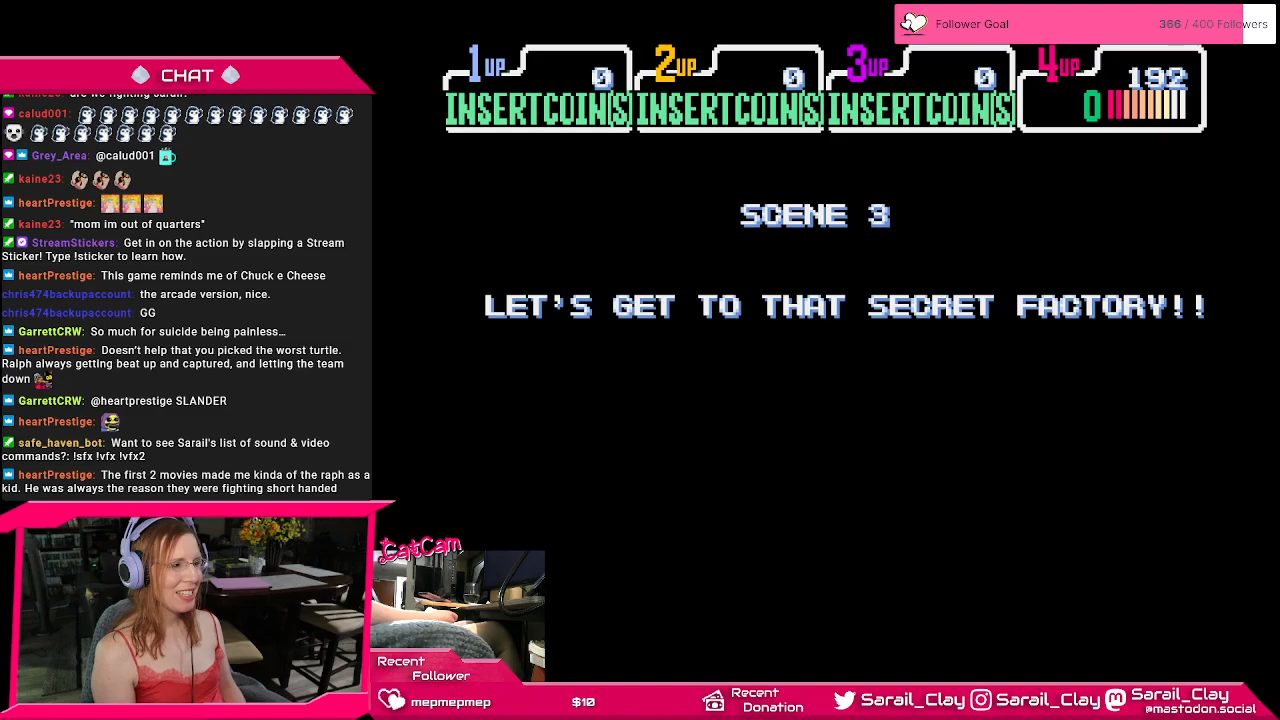 Follower Goal
366 / 400 Followers
CHAT
1UP 0
2UP 0
3UP 0
4UP 192
INSERT COIN(S)
INSERT COIN(S)
INSERT COIN(S)
0
calud001:
Grey_Area: @calud001
kaine23:
heartPrestige:
kaine23: "mom im out of quarters"
StreamStickers: Get in on the action by slapping a Stream
Sticker! Type !sticker to learn how.
heartPrestige: This game reminds me of Chuck e Cheese
chris474backupaccount: the arcade version, nice.
chris474backupaccount: GG
GarrettCRW: So much for suicide being painless…
heartPrestige: Doesn't help that you picked the worst turtle.
Ralph always getting beat up and captured, and letting the team
down
GarrettCRW: @heartprestige SLANDER
heartPrestige:
safe_haven_bot: Want to see Sarail's list of sound & video
commands?: !sfx !vfx !vfx2
heartPrestige: The first 2 movies made me kinda of the raph as a
kid. He was always the reason they were fighting short handed
SCENE 3
LET'S GET TO THAT SECRET FACTORY!!
CatCam
Recent
Follower
mepmepmep
$10
Recent
Donation
Sarail_Clay
Sarail_Clay
Sarail_Clay
@mastodon.social